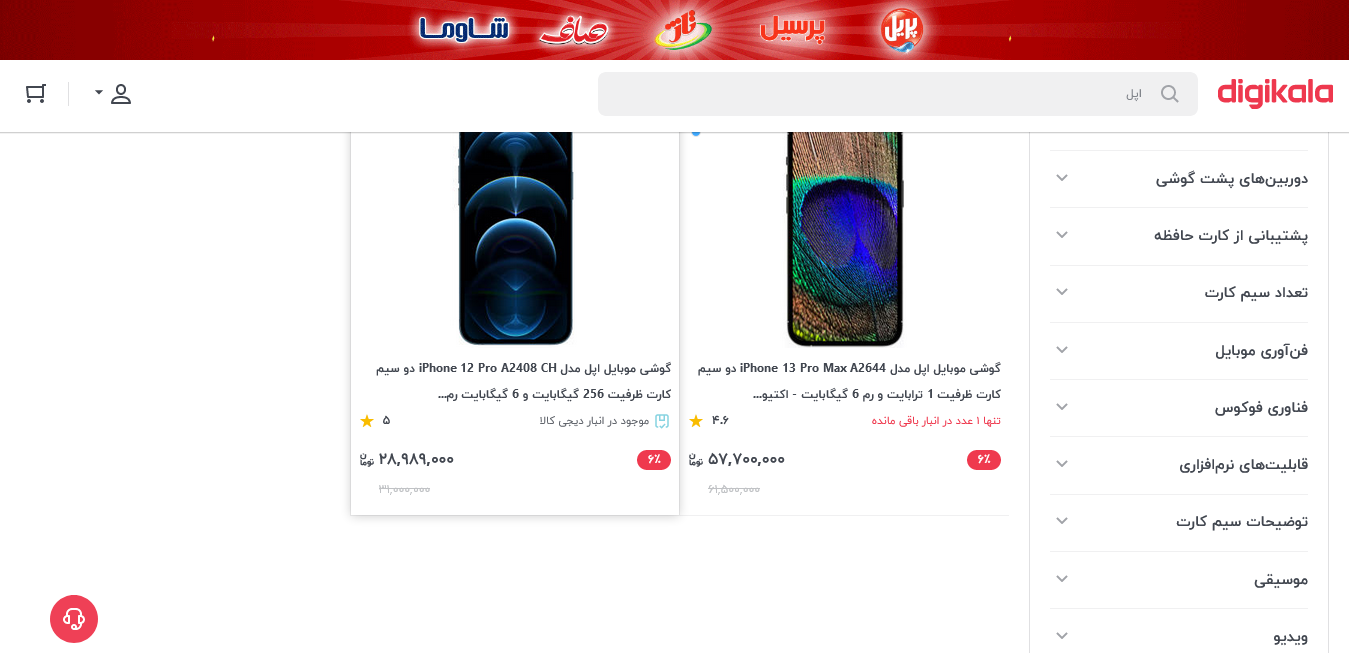 پریل
پرسیل
تاژ
صاف
شاوما
digikala
اپل
دوربین‌های پشت گوشی
پشتیبانی از کارت حافظه
تعداد سیم کارت
فن‌آوری موبایل
فناوری فوکوس
قابلیت‌های نرم‌افزاری
توضیحات سیم کارت
موسیقی
ویدیو
گوشی موبایل اپل مدل iPhone 13 Pro Max A2644 دو سیم
کارت ظرفیت 1 ترابایت و رم 6 گیگابایت - اکتیو...
تنها ۱ عدد در انبار باقی مانده
۴.۶
۶٪
۵۷,۷۰۰,۰۰۰ تومان
۶۱,۵۰۰,۰۰۰
گوشی موبایل اپل مدل iPhone 12 Pro A2408 CH دو سیم
کارت ظرفیت 256 گیگابایت و 6 گیگابایت رم...
موجود در انبار دیجی کالا
۵
۶٪
۲۸,۹۸۹,۰۰۰ تومان
۳۱,۰۰۰,۰۰۰